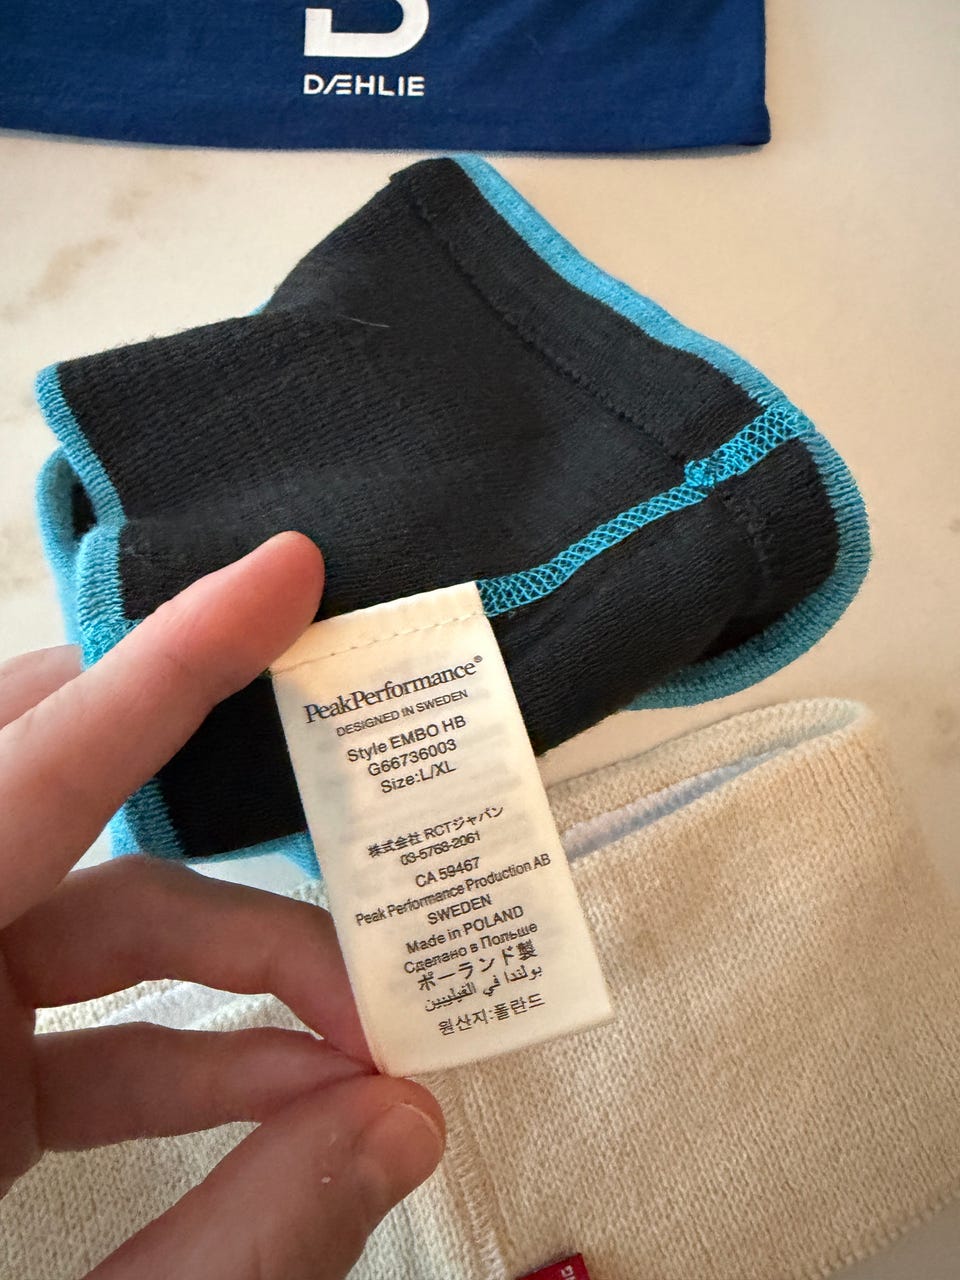 DÆHLIE
PeakPerformance®
DESIGNED IN SWEDEN
Style EMBO HB
G66736003
Size:L/XL
株式会社 RCTジャパン
03-5768-2061
CA 59467
Peak Performance Production AB
SWEDEN
Made in POLAND
Сделано в Польше
ポーランド製
بولندا في الفيليبين
원산지:폴란드